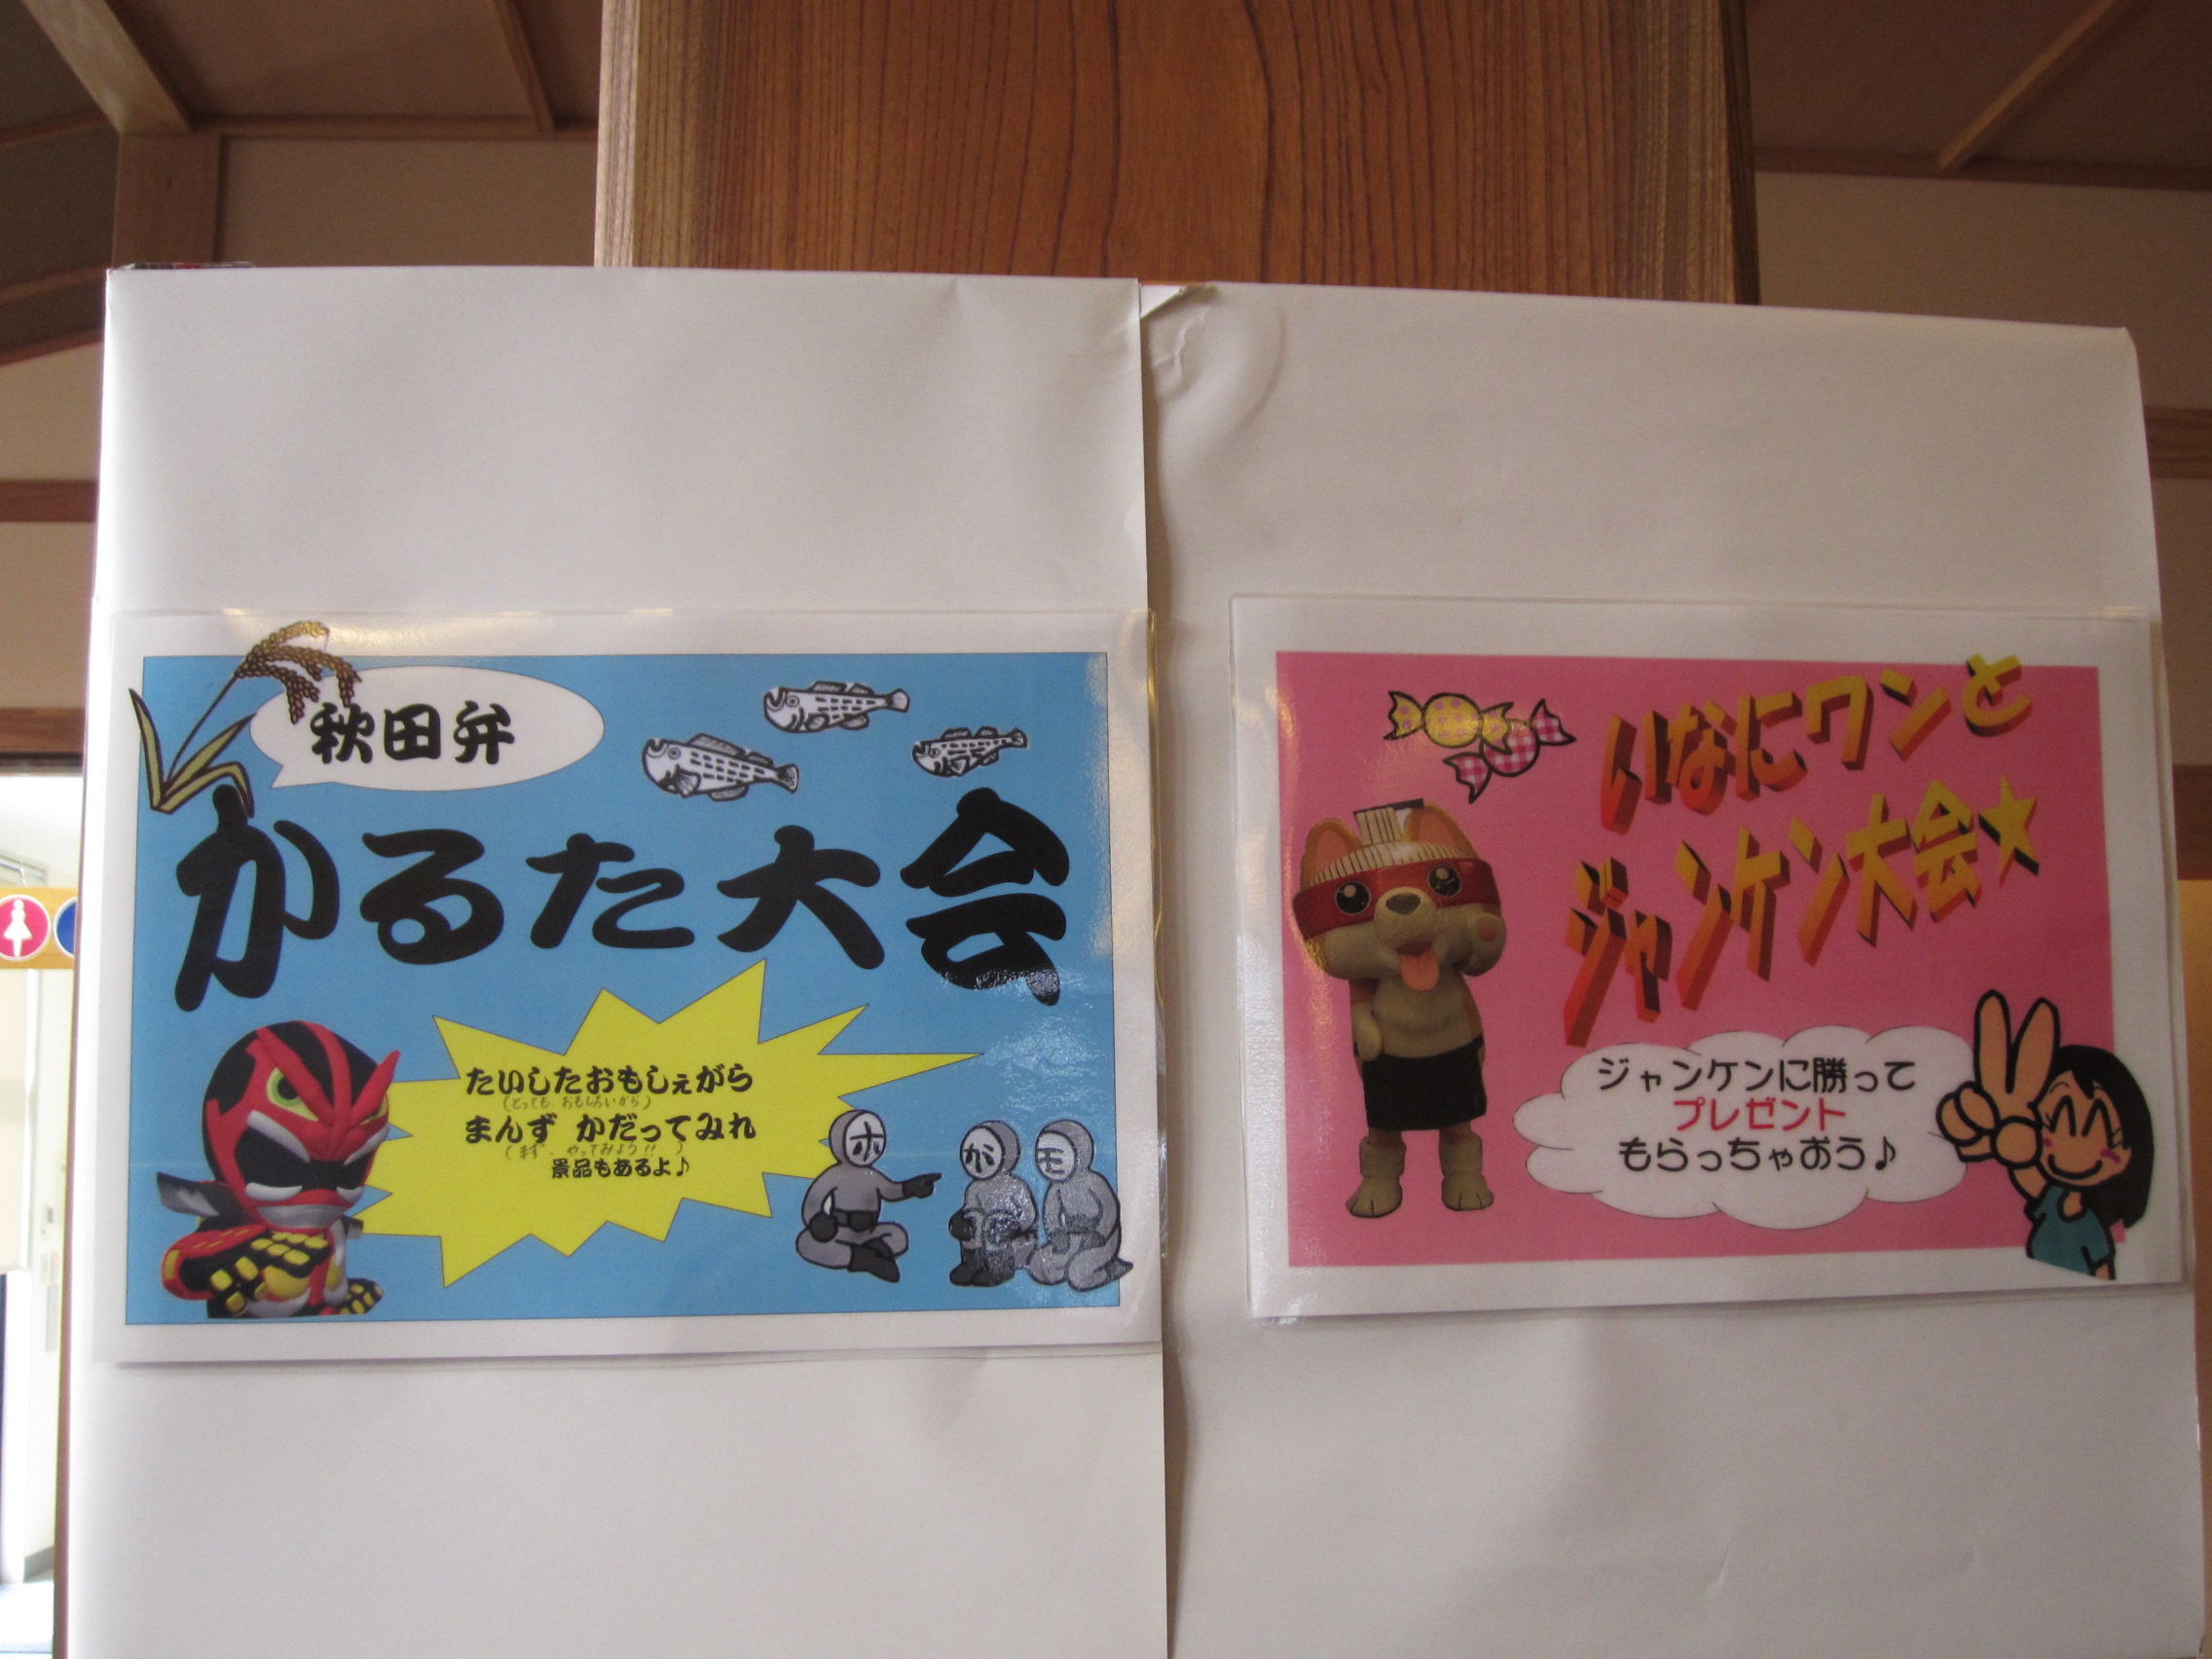 秋田弁
かるた大会
たいしたおもしぇがら
(とっても、おもしろいから)
まんず かだってみれ
(まず、やってみよう!!)
景品もあるよ♪
ホ
が
モ
いなにワンと
ジャンケン大会★
ジャンケンに勝って
プレゼント
もらっちゃおう♪